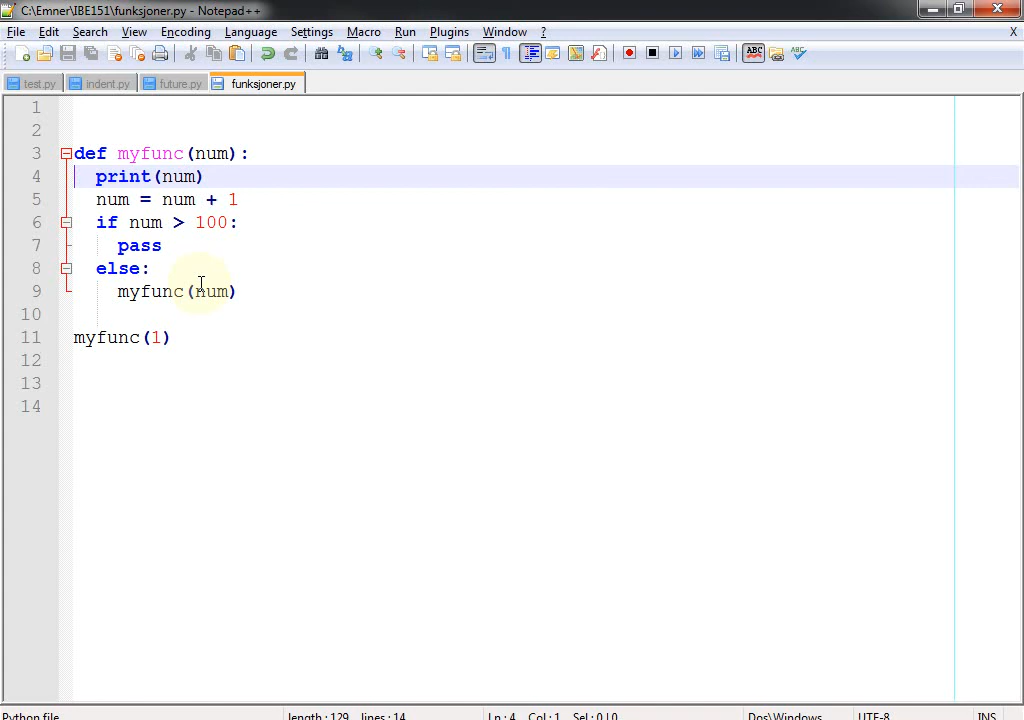 C:\Emner\IBE151\funksjoner.py - Notepad++
File Edit Search View Encoding Language Settings Macro Run Plugins Window ? X
test.py indent.py future.py funksjoner.py
1
2
3 def myfunc(num):
4 print(num)
5 num = num + 1
6 if num > 100:
7 pass
8 else:
9 myfunc(num)
10
11 myfunc(1)
12
13
14
Python file length : 129 lines : 14 Ln : 4 Col : 1 Sel : 0 | 0 Dos\Windows UTF-8 INS